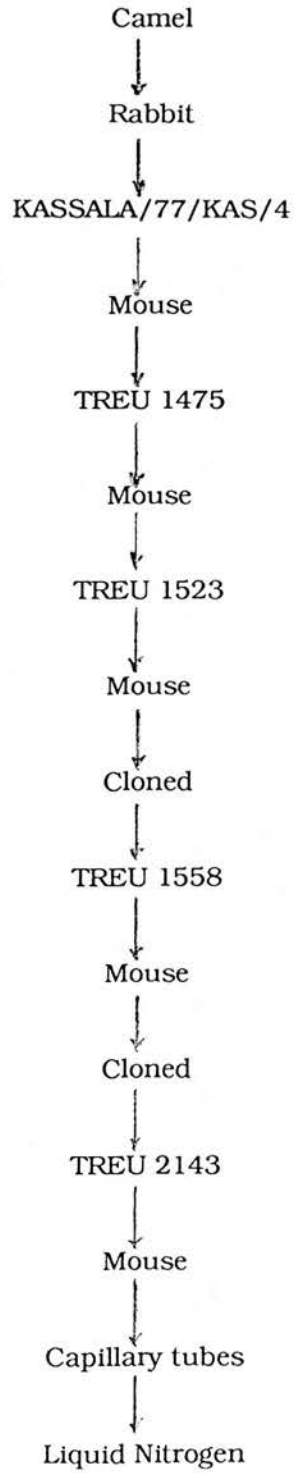 Camel
Rabbit
KASSALA/77/KAS/4
Mouse
TREU 1475
Mouse
TREU 1523
Mouse
Cloned
TREU 1558
Mouse
Cloned
TREU 2143
Mouse
Capillary tubes
Liquid Nitrogen